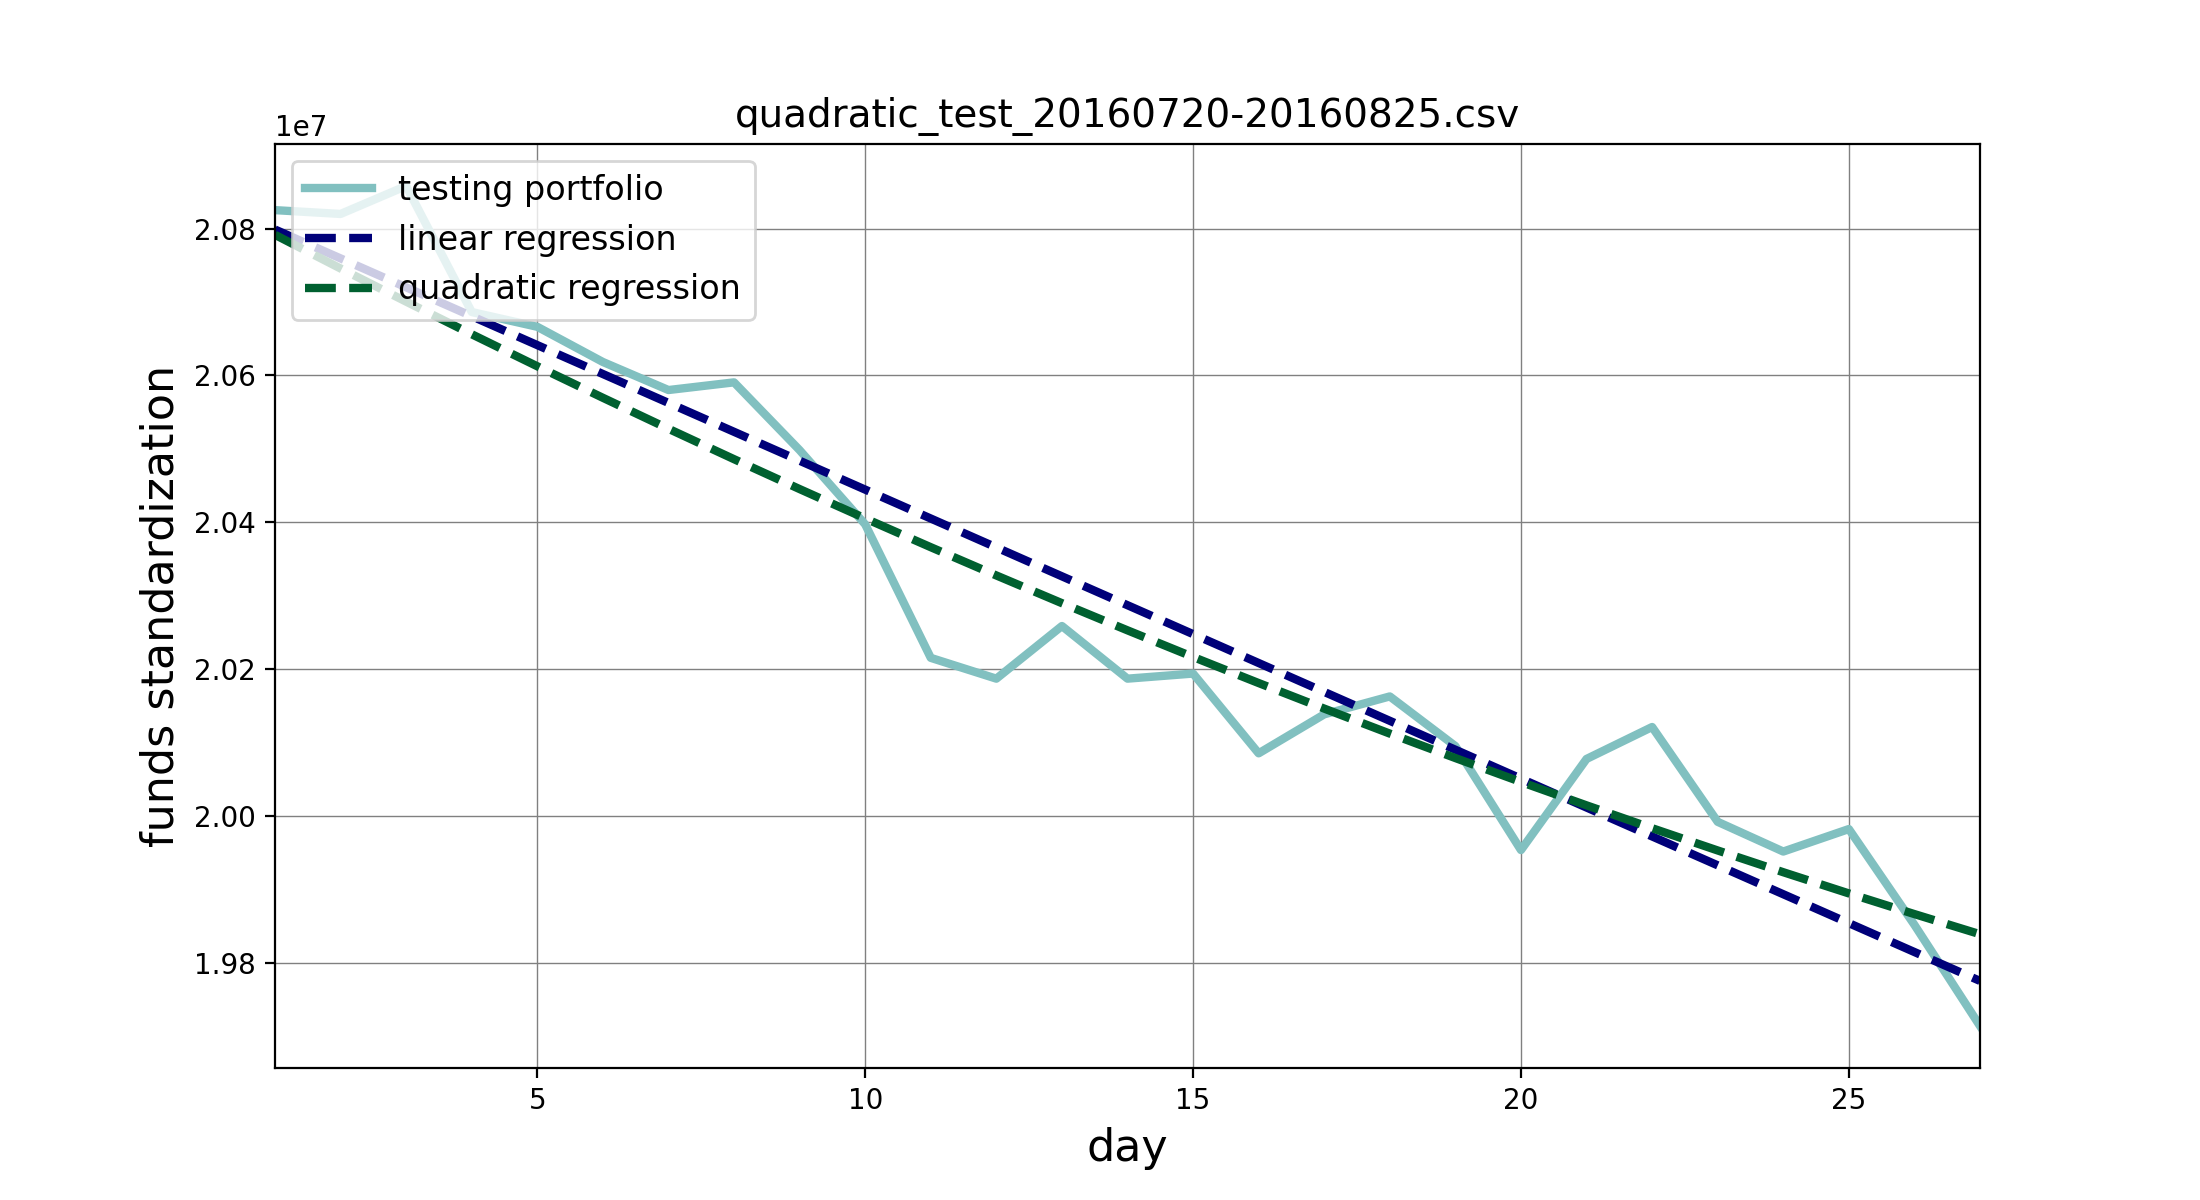 quadratic_test_20160720-20160825.csv
1e7
testing portfolio
linear regression
quadratic regression
2.08
2.06
2.04
2.02
2.00
1.98
funds standardization
5 10 15 20 25
day